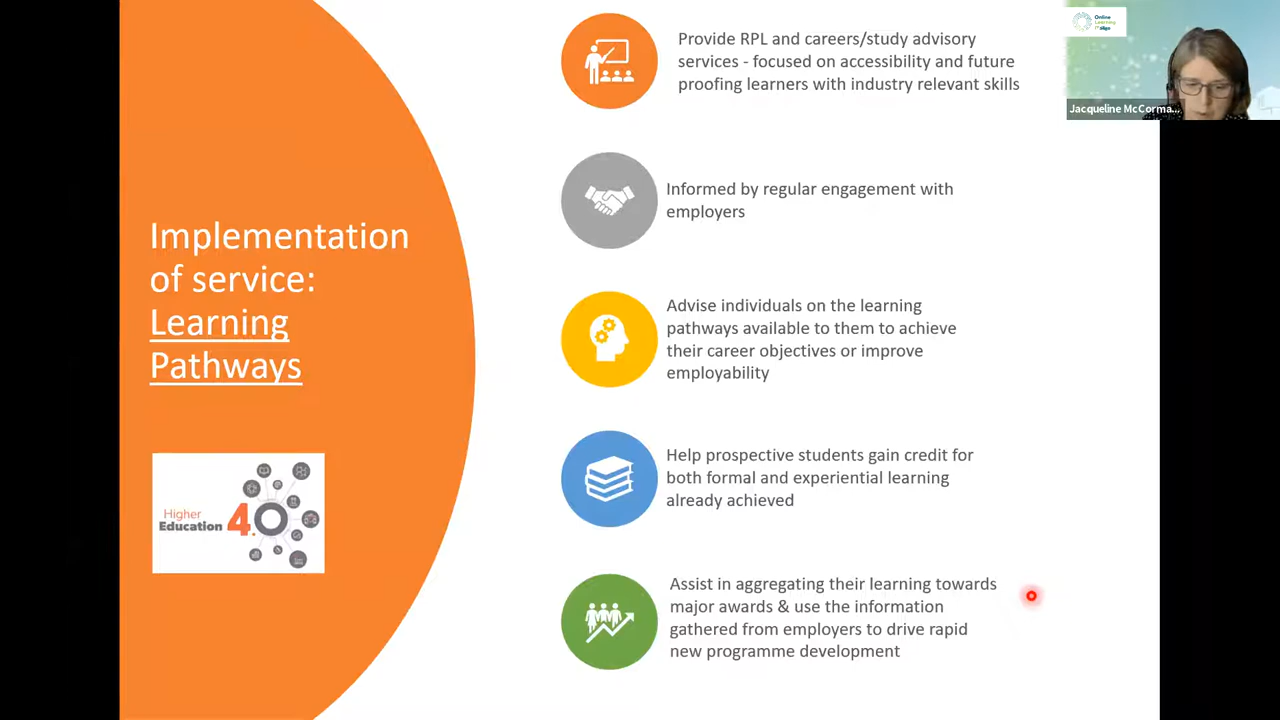 Implementation
of service:
Learning
Pathways
Higher
Education 4.0
Provide RPL and careers/study advisory
services - focused on accessibility and future
proofing learners with industry relevant skills
Informed by regular engagement with
employers
Advise individuals on the learning
pathways available to them to achieve
their career objectives or improve
employability
Help prospective students gain credit for
both formal and experiential learning
already achieved
Assist in aggregating their learning towards
major awards & use the information
gathered from employers to drive rapid
new programme development
Online
Learning
IT Sligo
Jacqueline McCorma...